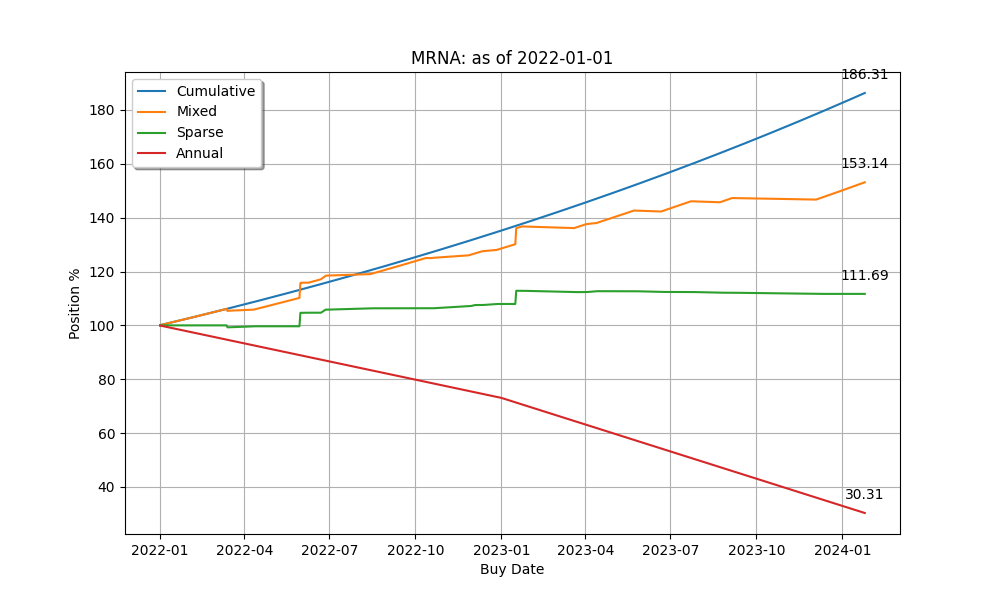 MRNA: as of 2022-01-01
Cumulative
Mixed
Sparse
Annual
186.31
153.14
111.69
30.31
Position %
180
160
140
120
100
80
60
40
2022-01 2022-04 2022-07 2022-10 2023-01 2023-04 2023-07 2023-10 2024-01
Buy Date